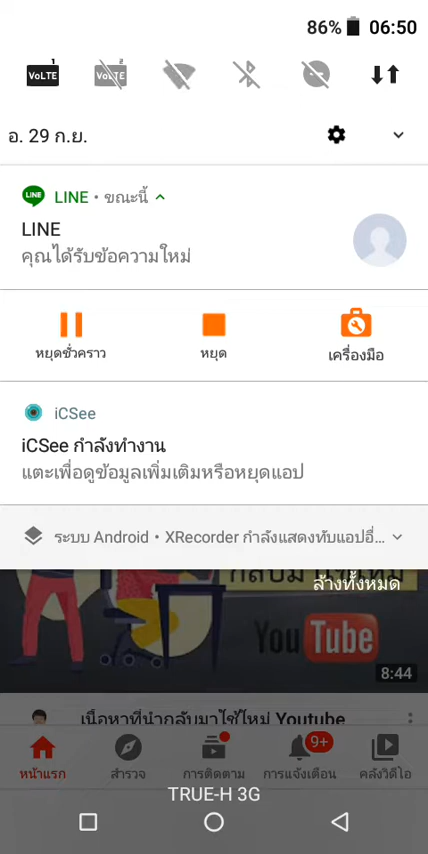 86% 06:50
VoLTE VoLTE
อ. 29 ก.ย.
LINE • ขณะนี้
LINE
คุณได้รับข้อความใหม่
หยุดชั่วคราว หยุด เครื่องมือ
iCSee
iCSee กำลังทำงาน
แตะเพื่อดูข้อมูลเพิ่มเติมหรือหยุดแอป
ระบบ Android • XRecorder กำลังแสดงทับแอปอื่...
ล้างทั้งหมด
YouTube
8:44
เนื้อหาที่นำกลับมาใช้ใหม่ Youtube
9+
หน้าแรก สำรวจ การติดตาม การแจ้งเตือน คลังวิดีโอ
TRUE-H 3G